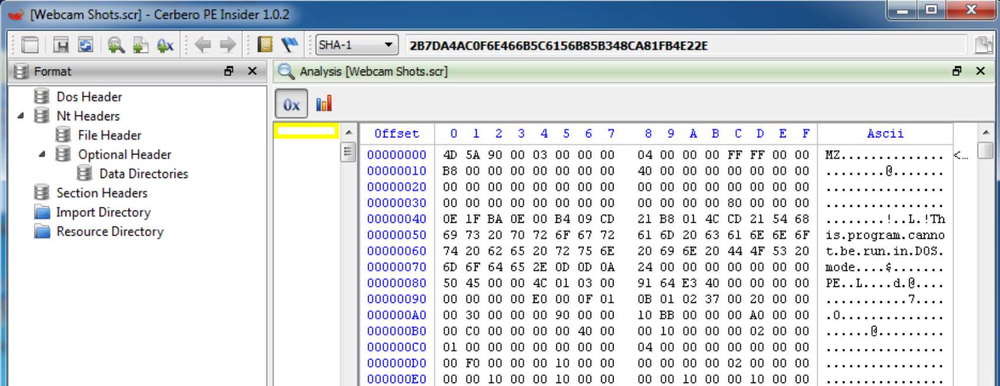 [Webcam Shots.scr] - Cerbero PE Insider 1.0.2
SHA-1 2B7DA4AC0F6E466B5C6156B85B348CA81FB4E22E
Format
Analysis [Webcam Shots.scr]
Dos Header
Nt Headers
File Header
Optional Header
Data Directories
Section Headers
Import Directory
Resource Directory
0x
Offset 0 1 2 3 4 5 6 7 8 9 A B C D E F Ascii
00000000 4D 5A 90 00 03 00 00 00 04 00 00 00 FF FF 00 00 MZ.............. <...
00000010 B8 00 00 00 00 00 00 00 40 00 00 00 00 00 00 00 ........@.......
00000020 00 00 00 00 00 00 00 00 00 00 00 00 00 00 00 00 ................
00000030 00 00 00 00 00 00 00 00 00 00 00 00 80 00 00 00 ................
00000040 0E 1F BA 0E 00 B4 09 CD 21 B8 01 4C CD 21 54 68 ........!..L.!Th
00000050 69 73 20 70 72 6F 67 72 61 6D 20 63 61 6E 6E 6F is.program.canno
00000060 74 20 62 65 20 72 75 6E 20 69 6E 20 44 4F 53 20 t.be.run.in.DOS.
00000070 6D 6F 64 65 2E 0D 0D 0A 24 00 00 00 00 00 00 00 mode....$.......
00000080 50 45 00 00 4C 01 03 00 91 64 E3 40 00 00 00 00 PE..L....d.@....
00000090 00 00 00 00 E0 00 0F 01 0B 01 02 37 00 20 00 00 ...........7....
000000A0 00 30 00 00 00 90 00 00 10 BB 00 00 00 A0 00 00 .0..............
000000B0 00 C0 00 00 00 00 40 00 00 10 00 00 00 02 00 00 ......@.........
000000C0 01 00 00 00 00 00 00 00 04 00 00 00 00 00 00 00 ................
000000D0 00 F0 00 00 00 10 00 00 00 00 00 00 02 00 00 00 ................
000000E0 00 00 10 00 00 10 00 00 00 00 10 00 00 10 00 00 ................